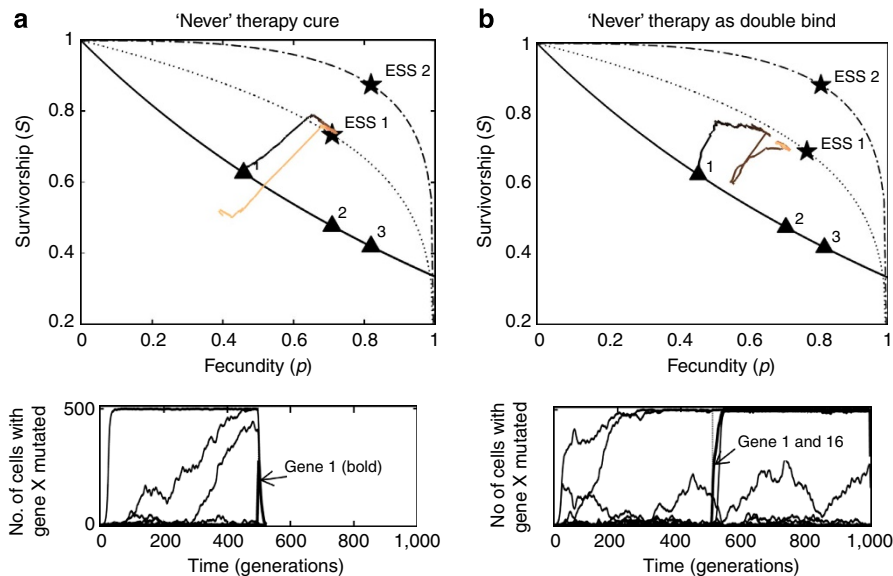 a
'Never' therapy cure
1
0.8
0.6
0.4
0.2
0
0.2
0.4
0.6
0.8
1
Survivorship (S)
Fecundity (p)
ESS 2
ESS 1
1
2
3
500
0
0
200
400
600
800
1,000
No. of cells with
gene X mutated
Gene 1 (bold)
Time (generations)
b
'Never' therapy as double bind
1
0.8
0.6
0.4
0.2
0
0.2
0.4
0.6
0.8
1
Survivorship (S)
Fecundity (p)
ESS 2
ESS 1
1
2
3
0
200
400
600
800
1,000
No. of cells with
gene X mutated
Gene 1 and 16
Time (generations)